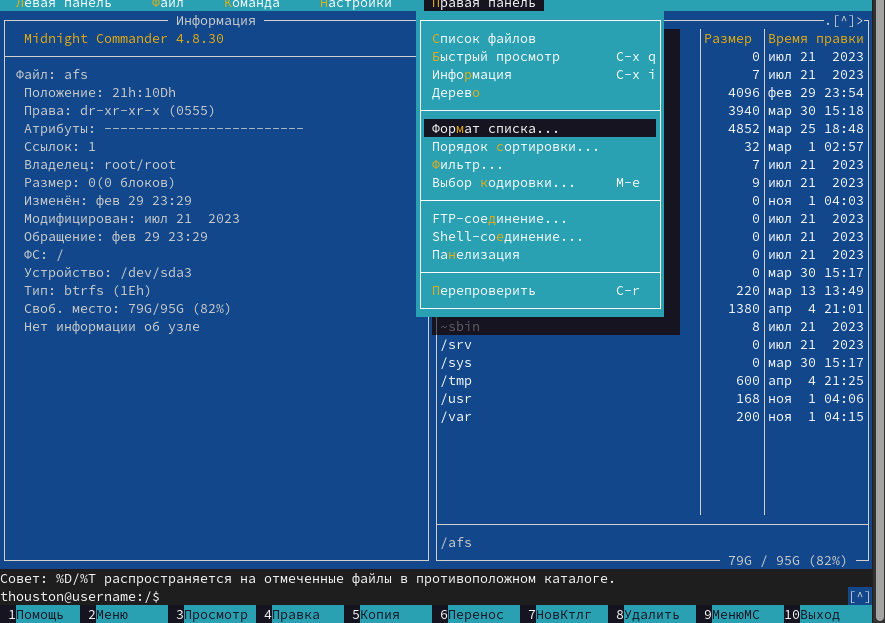 Левая панель Файл Команда Настройки Правая панель
Информация .[^]>
Midnight Commander 4.8.30
Файл: afs
Положение: 21h:10Dh
Права: dr-xr-xr-x (0555)
Атрибуты: -------------------------
Ссылок: 1
Владелец: root/root
Размер: 0(0 блоков)
Изменён: фев 29 23:29
Модифицирован: июл 21  2023
Обращение: фев 29 23:29
ФС: /
Устройство: /dev/sda3
Тип: btrfs (1Eh)
Своб. место: 79G/95G (82%)
Нет информации об узле
Список файлов
Быстрый просмотр C-x q
Информация C-x i
Дерево
Формат списка...
Порядок сортировки...
Фильтр...
Выбор кодировки... M-e
FTP-соединение...
Shell-соединение...
Панелизация
Перепроверить C-r
Размер Время правки
0 июл 21  2023
7 июл 21  2023
4096 фев 29 23:54
3940 мар 30 15:18
4852 мар 25 18:48
32 мар  1 02:57
7 июл 21  2023
9 июл 21  2023
0 ноя  1 04:03
0 июл 21  2023
0 июл 21  2023
0 июл 21  2023
0 мар 30 15:17
220 мар 13 13:49
1380 апр  4 21:01
~sbin 8 июл 21  2023
/srv 0 июл 21  2023
/sys 0 мар 30 15:17
/tmp 600 апр  4 21:25
/usr 168 ноя  1 04:06
/var 200 ноя  1 04:15
/afs
79G / 95G (82%)
Совет: %D/%T распространяется на отмеченные файлы в противоположном каталоге.
thouston@username:/$ [^]
1Помощь 2Меню 3Просмотр 4Правка 5Копия 6Перенос 7НовКтлг 8Удалить 9МенюМС 10Выход